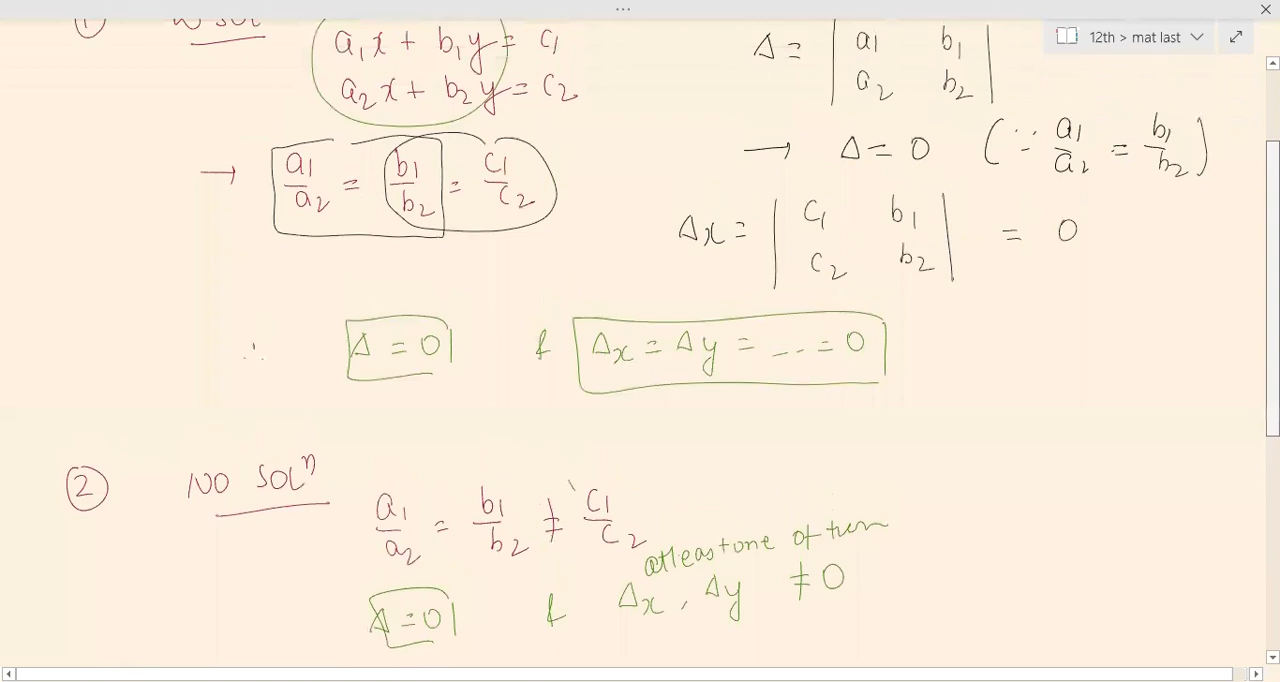 ...
12th > mat last
① ∞ SOL
a₁x + b₁y = c₁
a₂x + b₂y = c₂
Δ = | a₁ b₁ |
| a₂ b₂ |
→ a₁/a₂ = b₁/b₂ = c₁/c₂
→ Δ = 0 (∵ a₁/a₂ = b₁/b₂)
Δx = | c₁ b₁ | = 0
| c₂ b₂ |
∴ Δ = 0 & Δx = Δy = --- = 0
② NO SOLⁿ
a₁/a₂ = b₁/b₂ ≠ c₁/c₂
atleast one of
Δ = 0 & Δx, Δy ≠ 0